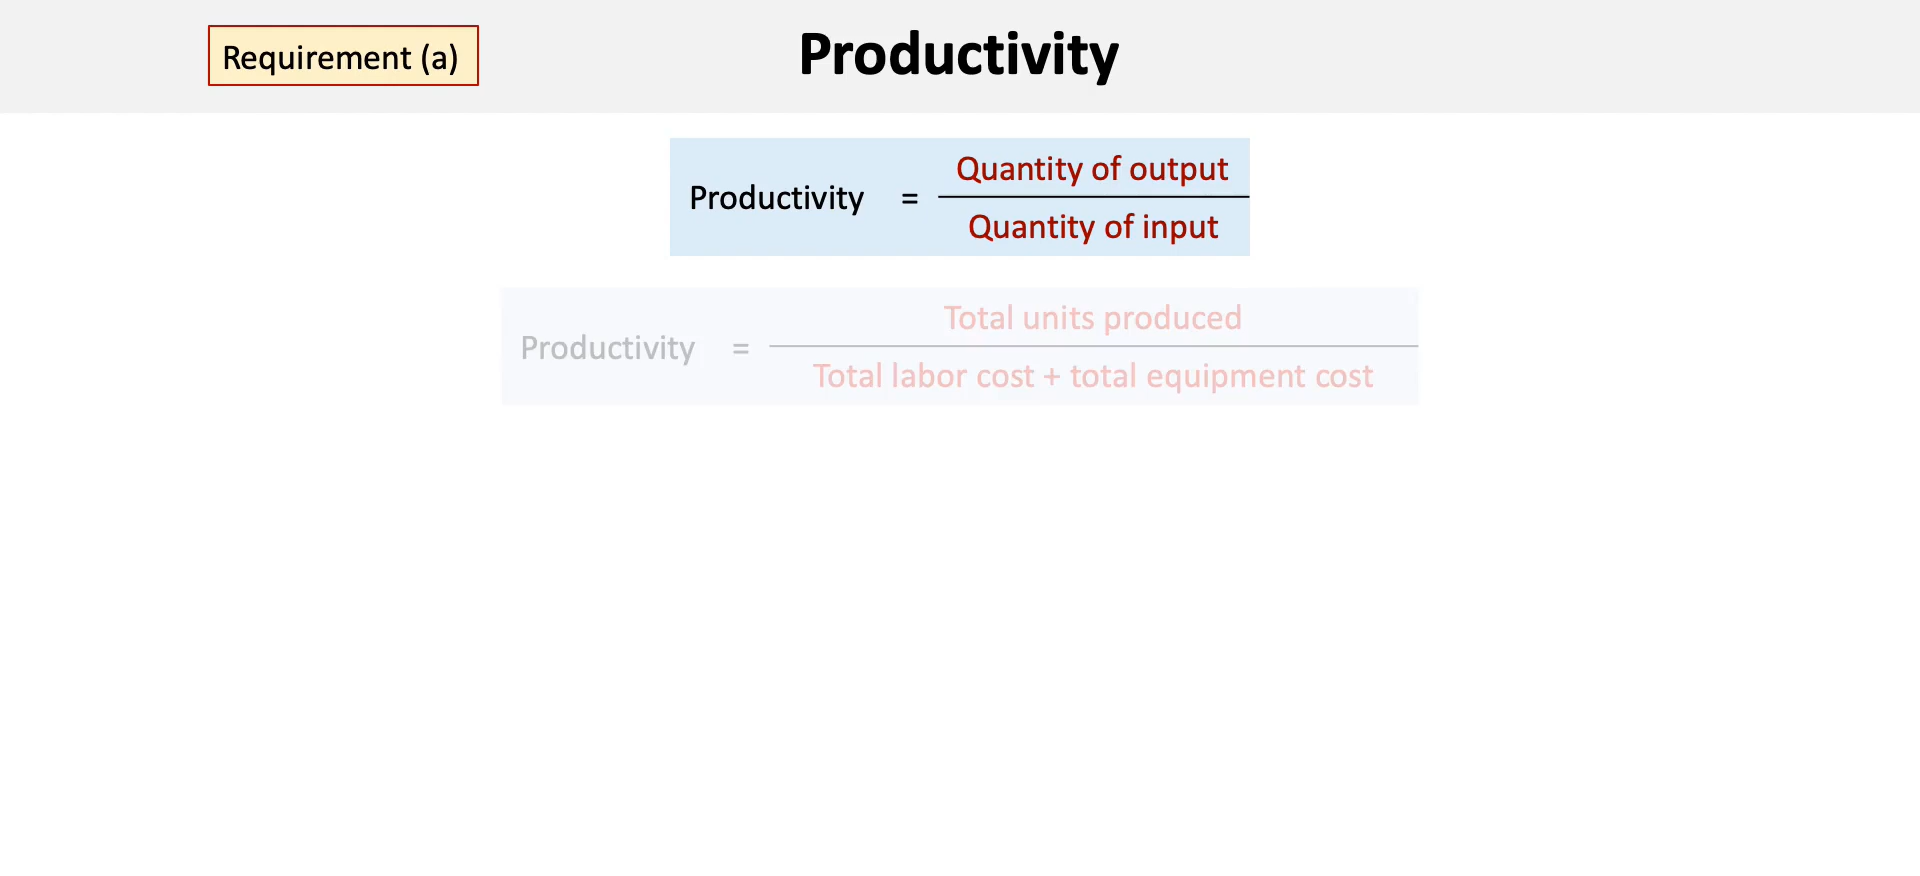 Requirement (a)
Productivity
Quantity of output
Productivity =
Quantity of input
Total units produced
Productivity =
Total labor cost + total equipment cost